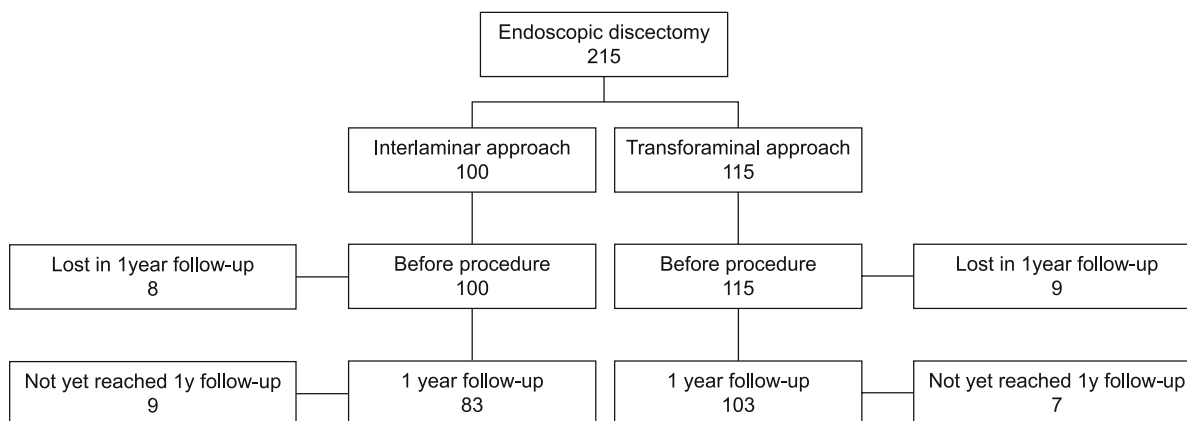 Endoscopic discectomy
215
Interlaminar approach
100
Transforaminal approach
115
Lost in 1year follow-up
8
Before procedure
100
Before procedure
115
Lost in 1year follow-up
9
Not yet reached 1y follow-up
9
1 year follow-up
83
1 year follow-up
103
Not yet reached 1y follow-up
7